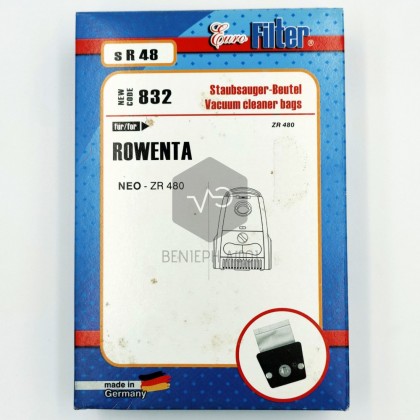 Euro Filter®
s R 48
NEW CODE 832
Staubsauger-Beutel
Vacuum cleaner bags
für/for
ZR 480
ROWENTA
NEO - ZR 480
made in
Germany